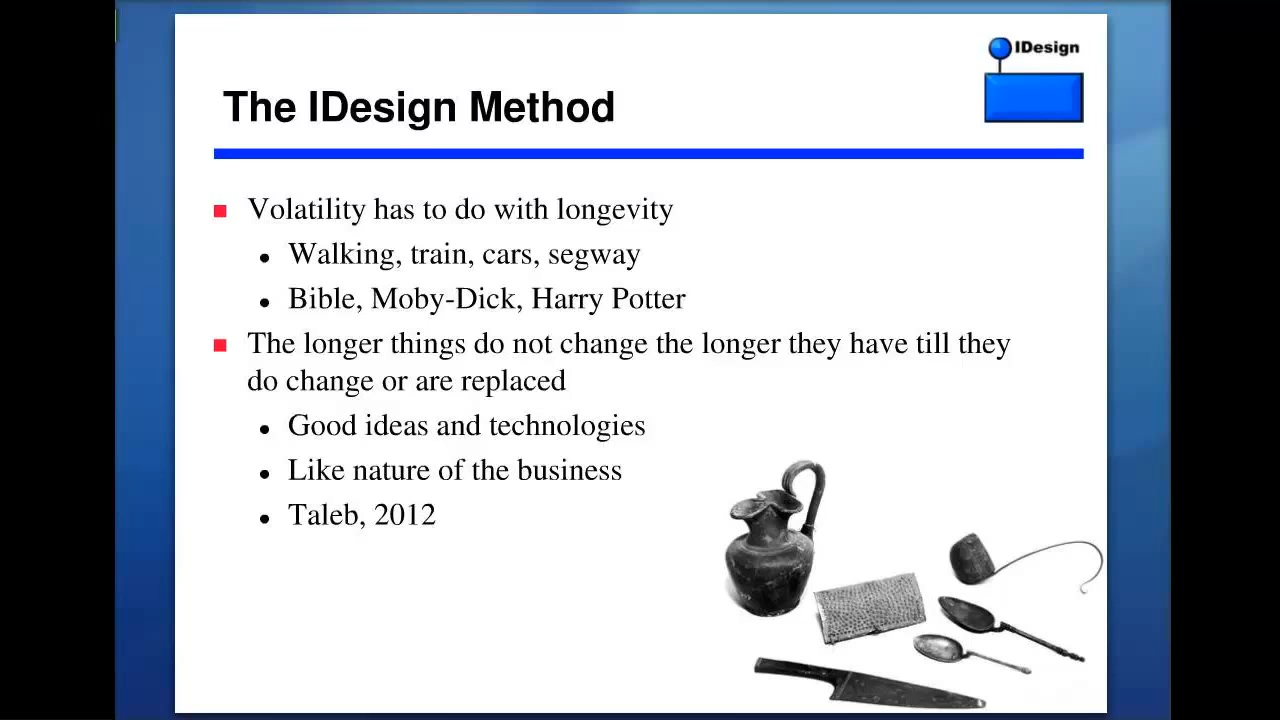 IDesign
The IDesign Method
Volatility has to do with longevity
Walking, train, cars, segway
Bible, Moby-Dick, Harry Potter
The longer things do not change the longer they have till they
do change or are replaced
Good ideas and technologies
Like nature of the business
Taleb, 2012